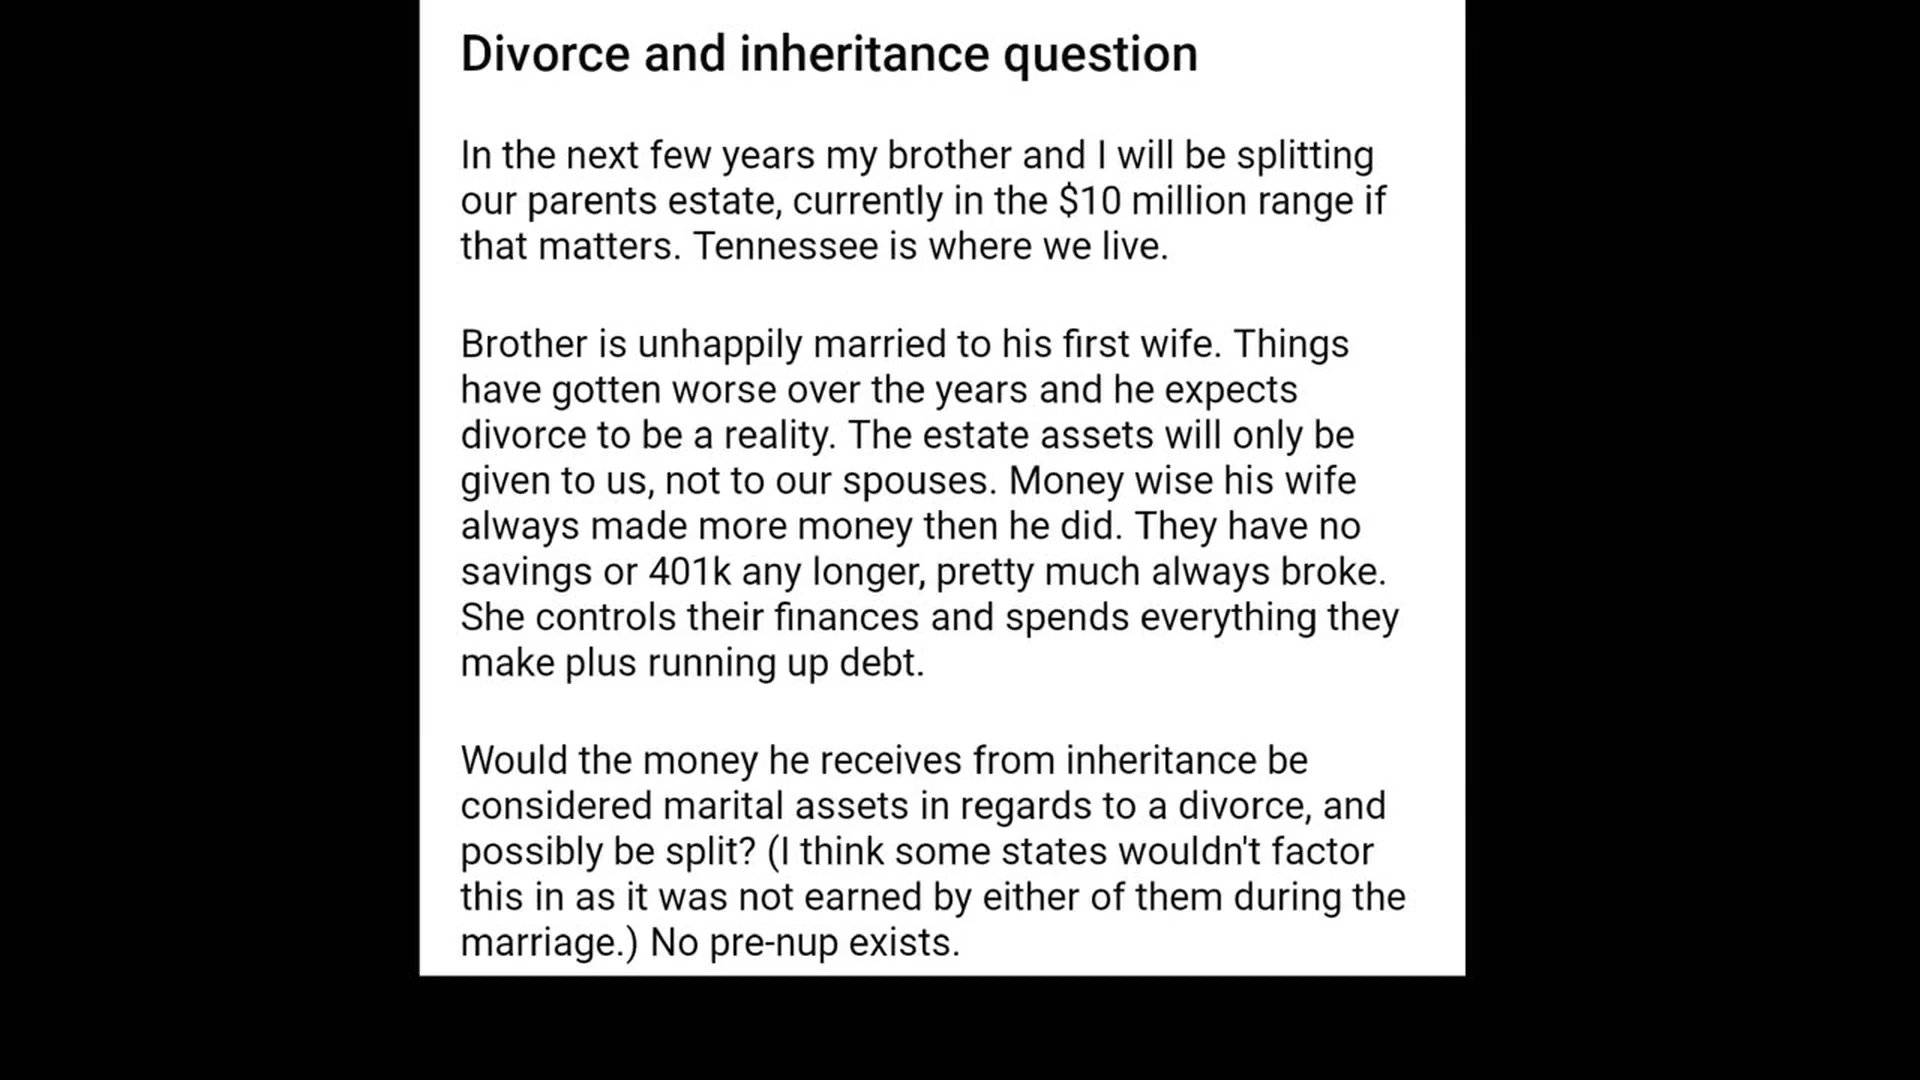 Divorce and inheritance question
In the next few years my brother and I will be splitting
our parents estate, currently in the $10 million range if
that matters. Tennessee is where we live.
Brother is unhappily married to his first wife. Things
have gotten worse over the years and he expects
divorce to be a reality. The estate assets will only be
given to us, not to our spouses. Money wise his wife
always made more money then he did. They have no
savings or 401k any longer, pretty much always broke.
She controls their finances and spends everything they
make plus running up debt.
Would the money he receives from inheritance be
considered marital assets in regards to a divorce, and
possibly be split? (I think some states wouldn't factor
this in as it was not earned by either of them during the
marriage.) No pre-nup exists.